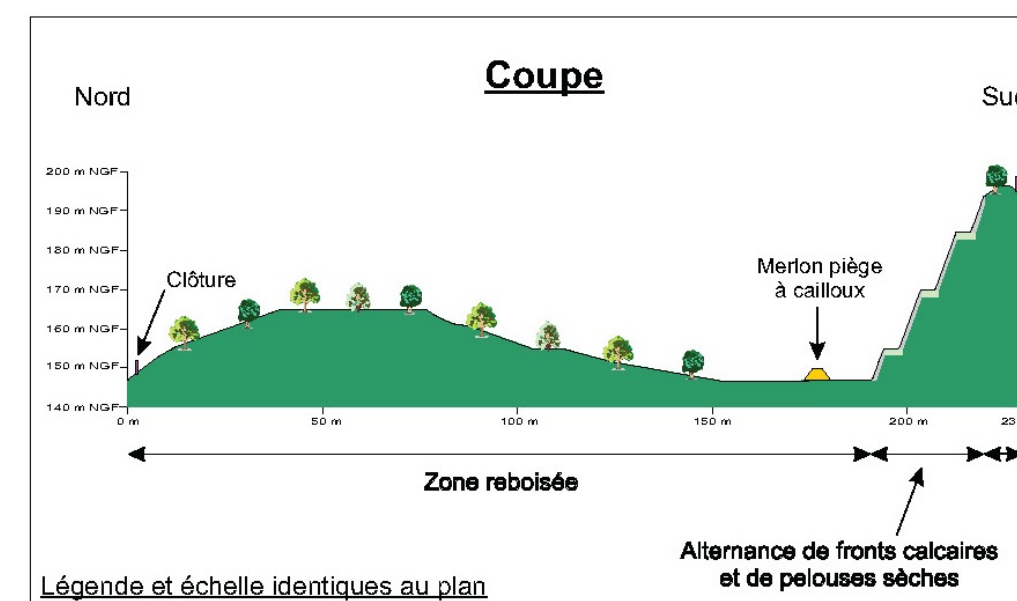 Coupe
Nord
Sud
200 m NGF
190 m NGF
180 m NGF
170 m NGF
160 m NGF
150 m NGF
140 m NGF
Clôture
Merlon piège
à cailloux
0 m
50 m
100 m
150 m
200 m
23
Zone reboisée
Alternance de fronts calcaires
et de pelouses sèches
Légende et échelle identiques au plan